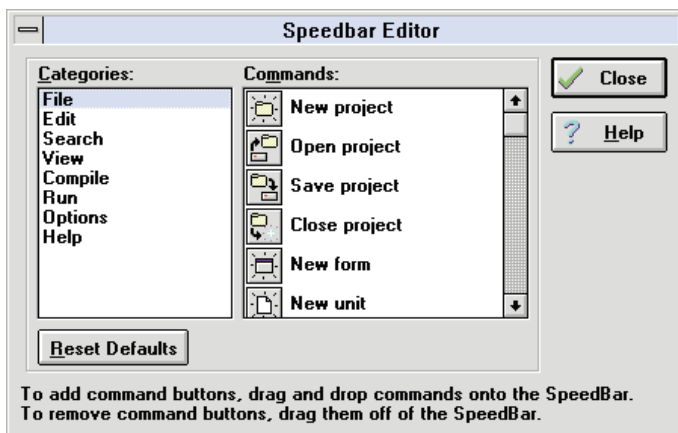 Speedbar Editor
Categories:
File
Edit
Search
View
Compile
Run
Options
Help
Commands:
New project
Open project
Save project
Close project
New form
New unit
Close
Help
Reset Defaults
To add command buttons, drag and drop commands onto the SpeedBar.
To remove command buttons, drag them off of the SpeedBar.